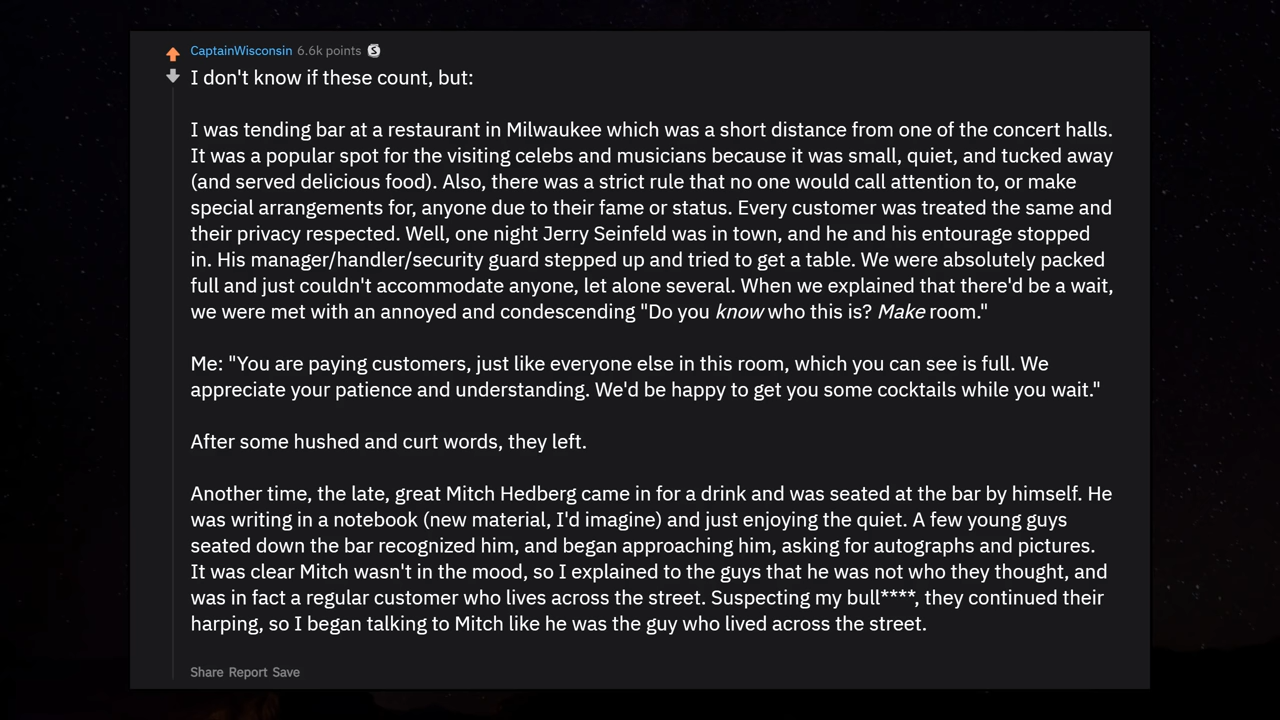 CaptainWisconsin 6.6k points
I don't know if these count, but:
I was tending bar at a restaurant in Milwaukee which was a short distance from one of the concert halls.
It was a popular spot for the visiting celebs and musicians because it was small, quiet, and tucked away
(and served delicious food). Also, there was a strict rule that no one would call attention to, or make
special arrangements for, anyone due to their fame or status. Every customer was treated the same and
their privacy respected. Well, one night Jerry Seinfeld was in town, and he and his entourage stopped
in. His manager/handler/security guard stepped up and tried to get a table. We were absolutely packed
full and just couldn't accommodate anyone, let alone several. When we explained that there'd be a wait,
we were met with an annoyed and condescending "Do you know who this is? Make room."
Me: "You are paying customers, just like everyone else in this room, which you can see is full. We
appreciate your patience and understanding. We'd be happy to get you some cocktails while you wait."
After some hushed and curt words, they left.
Another time, the late, great Mitch Hedberg came in for a drink and was seated at the bar by himself. He
was writing in a notebook (new material, I'd imagine) and just enjoying the quiet. A few young guys
seated down the bar recognized him, and began approaching him, asking for autographs and pictures.
It was clear Mitch wasn't in the mood, so I explained to the guys that he was not who they thought, and
was in fact a regular customer who lives across the street. Suspecting my bull****, they continued their
harping, so I began talking to Mitch like he was the guy who lived across the street.
Share Report Save